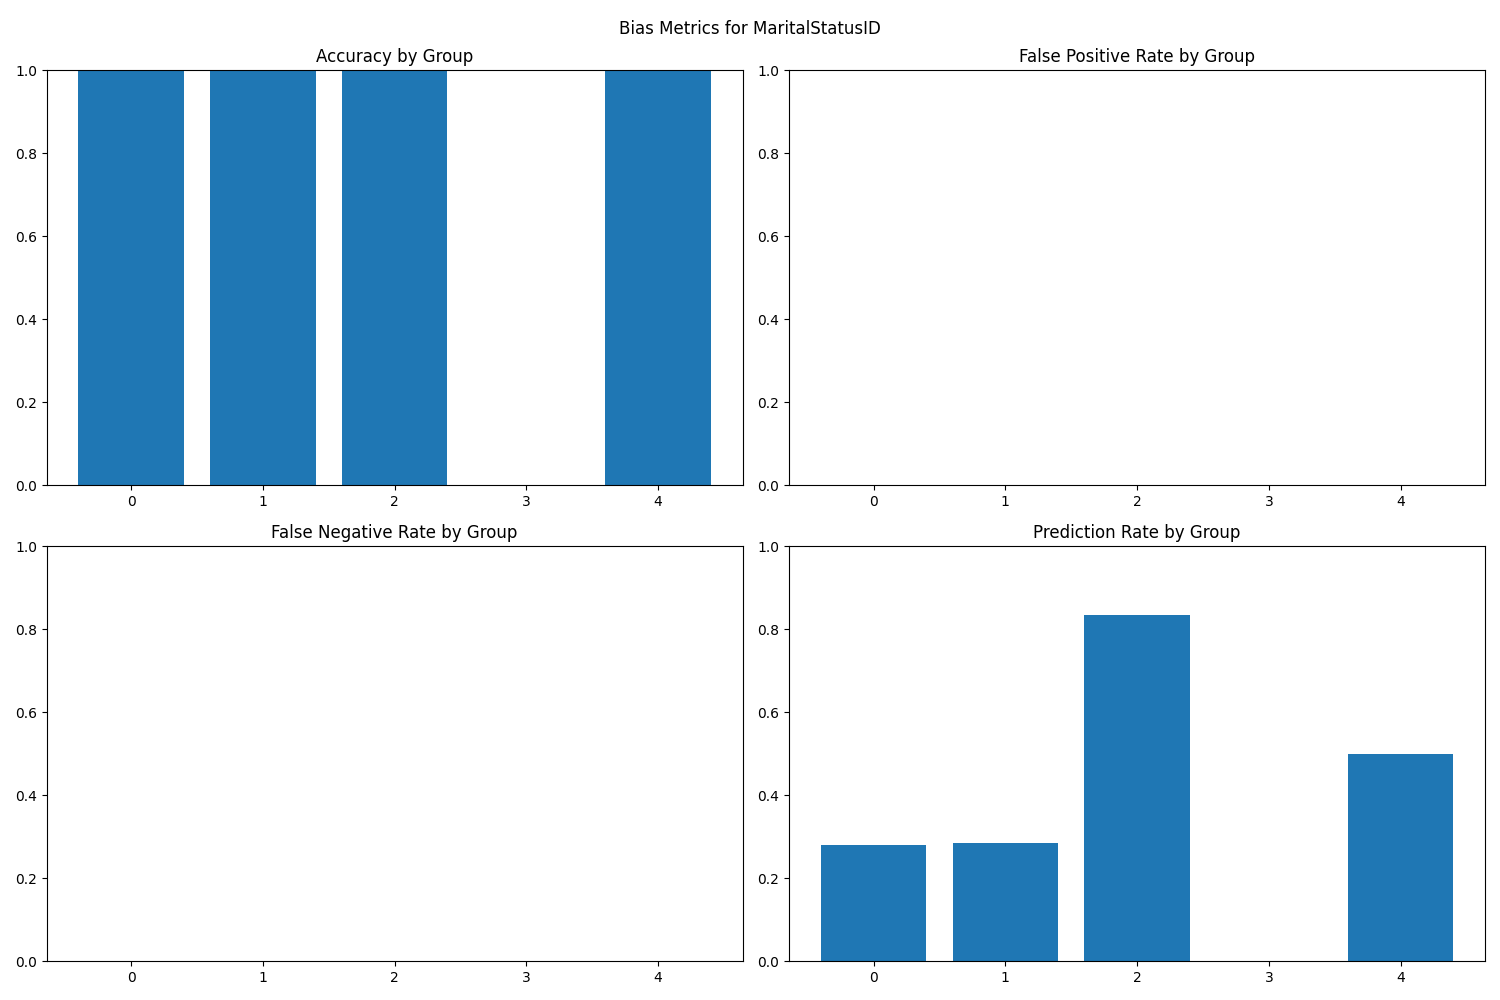 Bias Metrics for MaritalStatusID
Accuracy by Group
1.0
0.8
0.6
0.4
0.2
0.0
0 1 2 3 4
False Positive Rate by Group
1.0
0.8
0.6
0.4
0.2
0.0
0 1 2 3 4
False Negative Rate by Group
1.0
0.8
0.6
0.4
0.2
0.0
0 1 2 3 4
Prediction Rate by Group
1.0
0.8
0.6
0.4
0.2
0.0
0 1 2 3 4